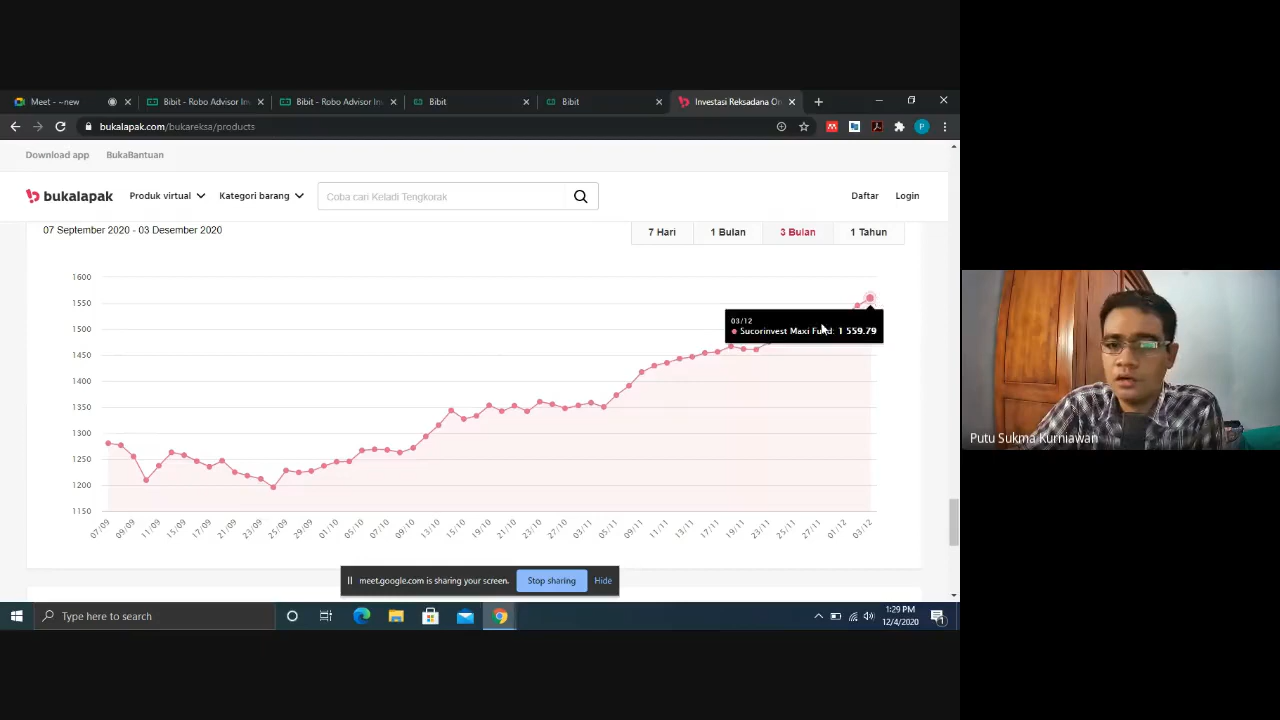 Meet - ~new
Bibit - Robo Advisor In
Bibit - Robo Advisor In
Bibit
Bibit
Investasi Reksadana On
bukalapak.com/bukareksa/products
Download app
BukaBantuan
bukalapak
Produk virtual
Kategori barang
Coba cari Keladi Tengkorak
Daftar
Login
07 September 2020 - 03 Desember 2020
7 Hari
1 Bulan
3 Bulan
1 Tahun
1600
1550
1500
1450
1400
1350
1300
1250
1200
1150
03/12
Sucorinvest Maxi Fund: 1 559.79
07/09
09/09
11/09
15/09
17/09
21/09
23/09
25/09
29/09
01/10
05/10
07/10
09/10
13/10
15/10
19/10
20/10
23/10
27/10
03/11
05/11
09/11
11/11
13/11
17/11
19/11
23/11
25/11
27/11
01/12
03/12
Putu Sukma Kurniawan
meet.google.com is sharing your screen.
Stop sharing
Hide
Type here to search
1:29 PM
12/4/2020
1